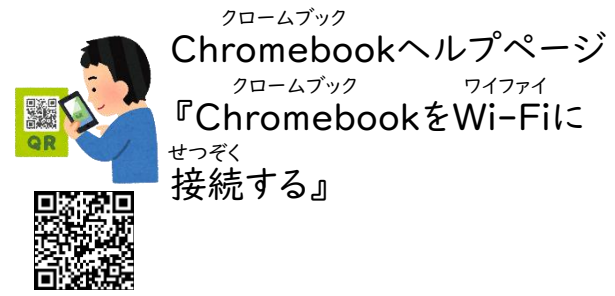 クロームブック
Chromebookヘルプページ
クロームブック ワイファイ
『ChromebookをWi-Fiに
せつぞく
接続する』
QR